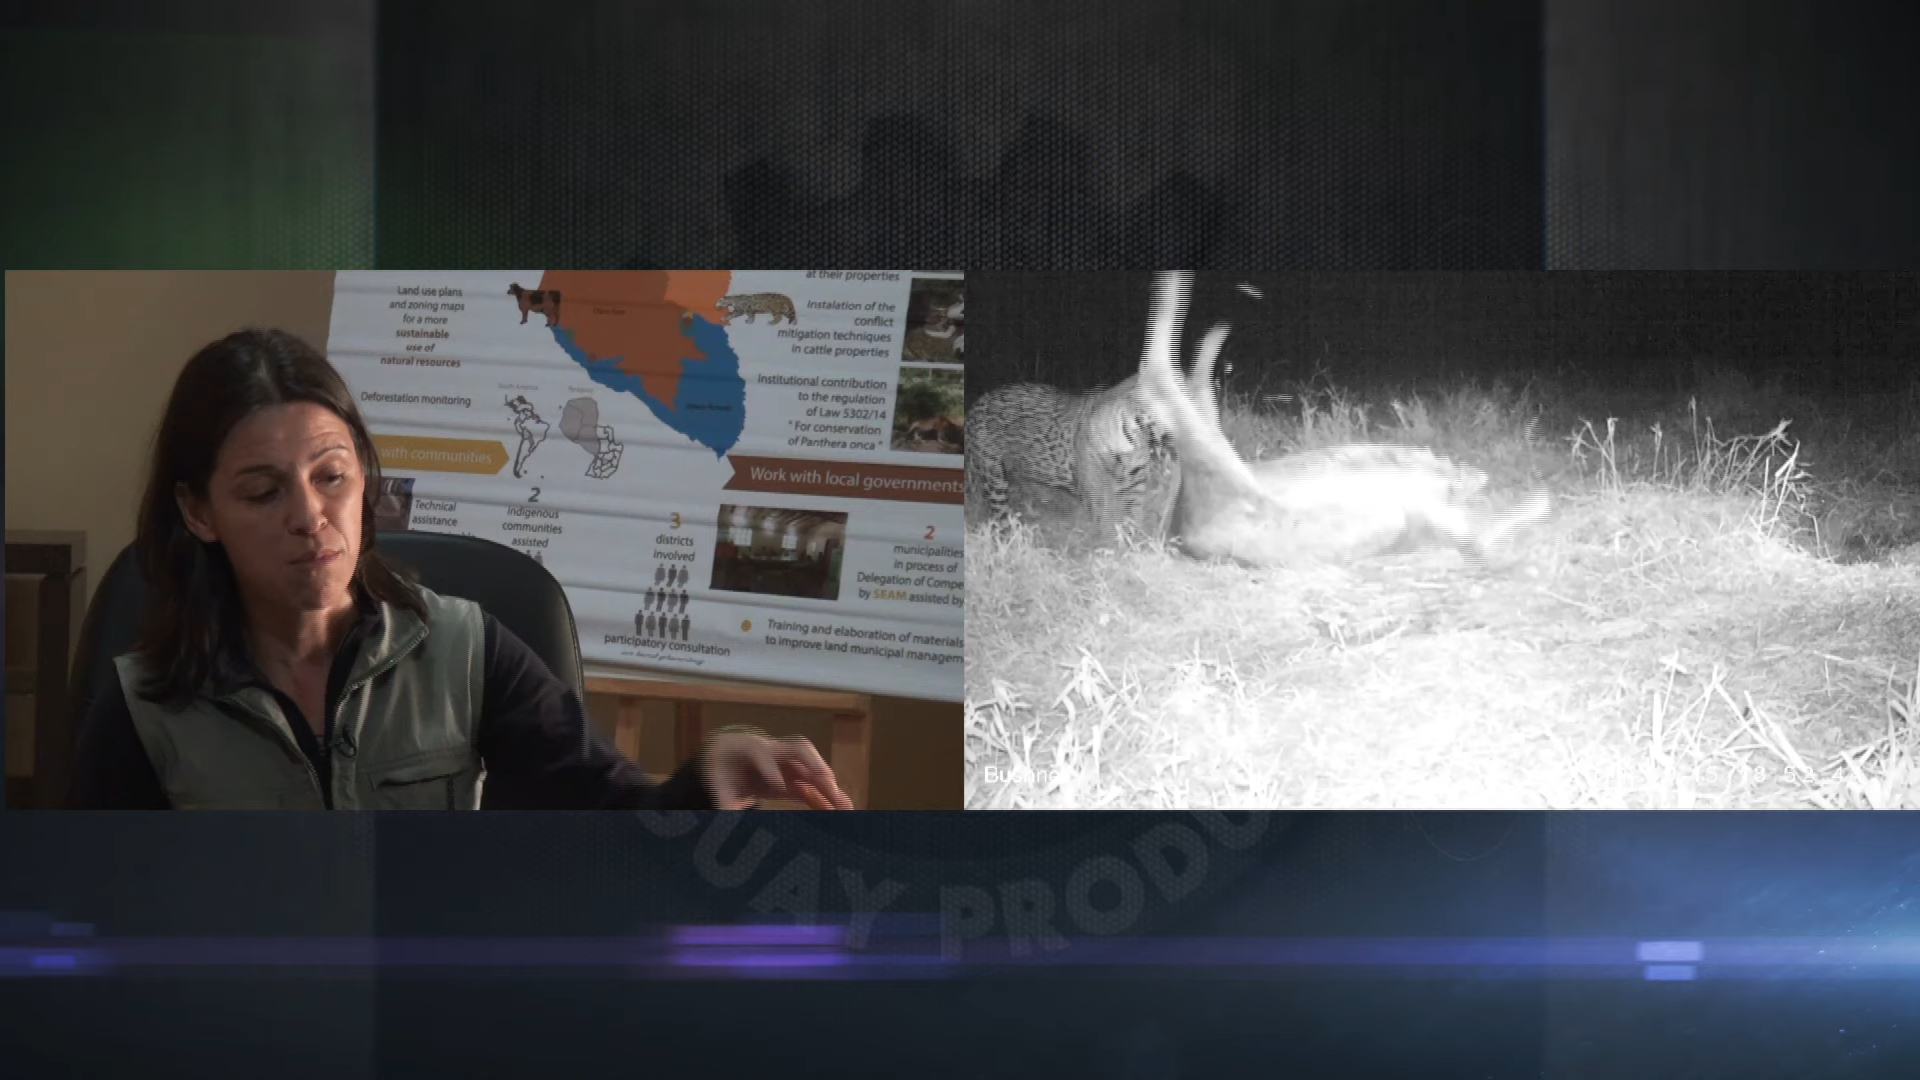 at their properties
Land use plans
and zoning maps
for a more
sustainable
use of
natural resources
Instalation of the
conflict
mitigation techniques
in cattle properties
Institutional contribution
to the regulation
of Law 5302/14
" For conservation
of Panthera onca "
South America
Deforestation monitoring
with communities
Work with local governments
Technical
assistance
2
Indigenous
communities
assisted
3
districts
involved
2
municipalities
in process of
Delegation of Compe
by SEAM assisted by
participatory consultation
Training and elaboration of materials
to improve land municipal managem
GUAY PRODU